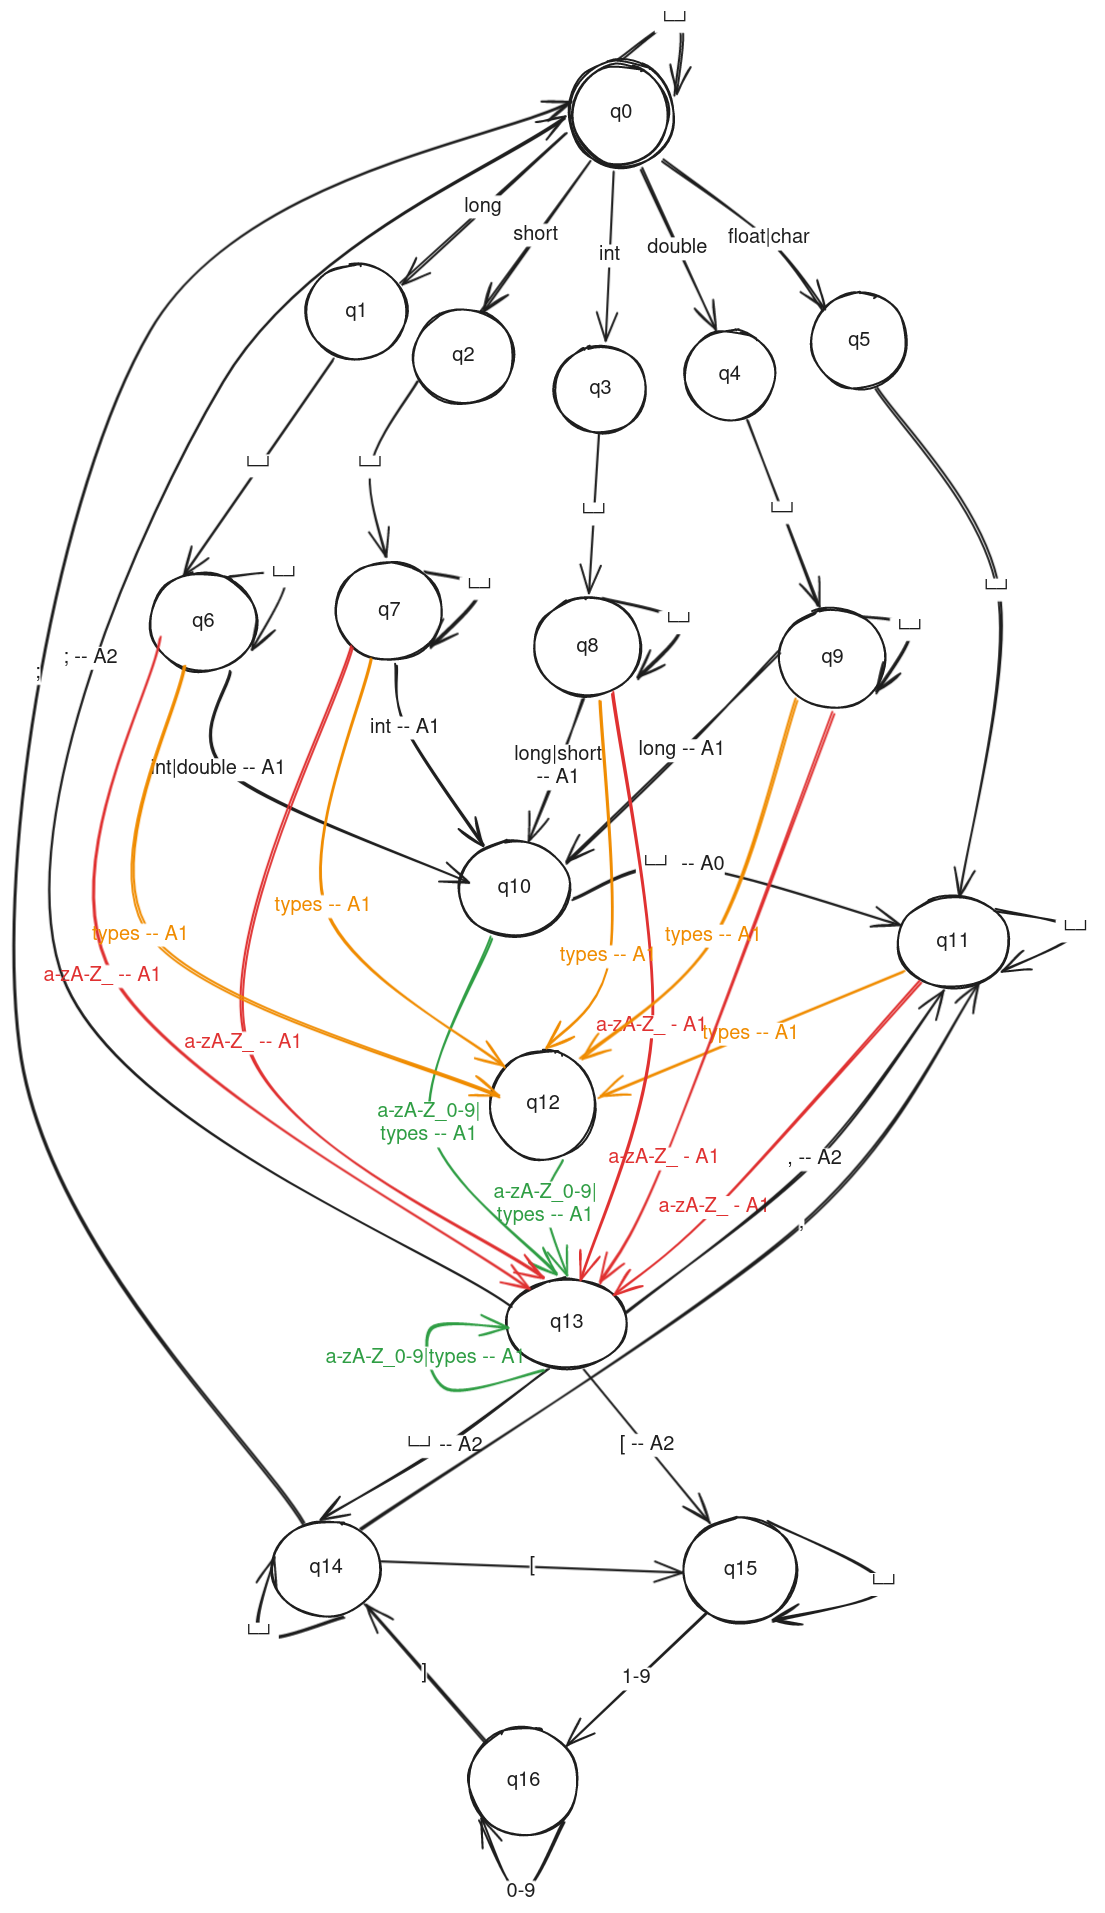 ⎵
q0
long
short
int
double
float|char
q1
q2
q3
q4
q5
⎵
⎵
⎵
⎵
⎵
q6
⎵
q7
⎵
q8
⎵
q9
⎵
;
; -- A2
int|double -- A1
int -- A1
long|short
-- A1
long -- A1
q10
⎵ -- A0
q11
⎵
types -- A1
types -- A1
types -- A1
types -- A1
types -- A1
a-zA-Z_ -- A1
a-zA-Z_ -- A1
a-zA-Z_ - A1
q12
a-zA-Z_0-9|
types -- A1
a-zA-Z_ - A1
, -- A2
a-zA-Z_0-9|
types -- A1
a-zA-Z_ - A1
,
q13
a-zA-Z_0-9|types -- A1
⎵ -- A2
[ -- A2
q14
[
q15
⎵
⎵
]
1-9
q16
0-9